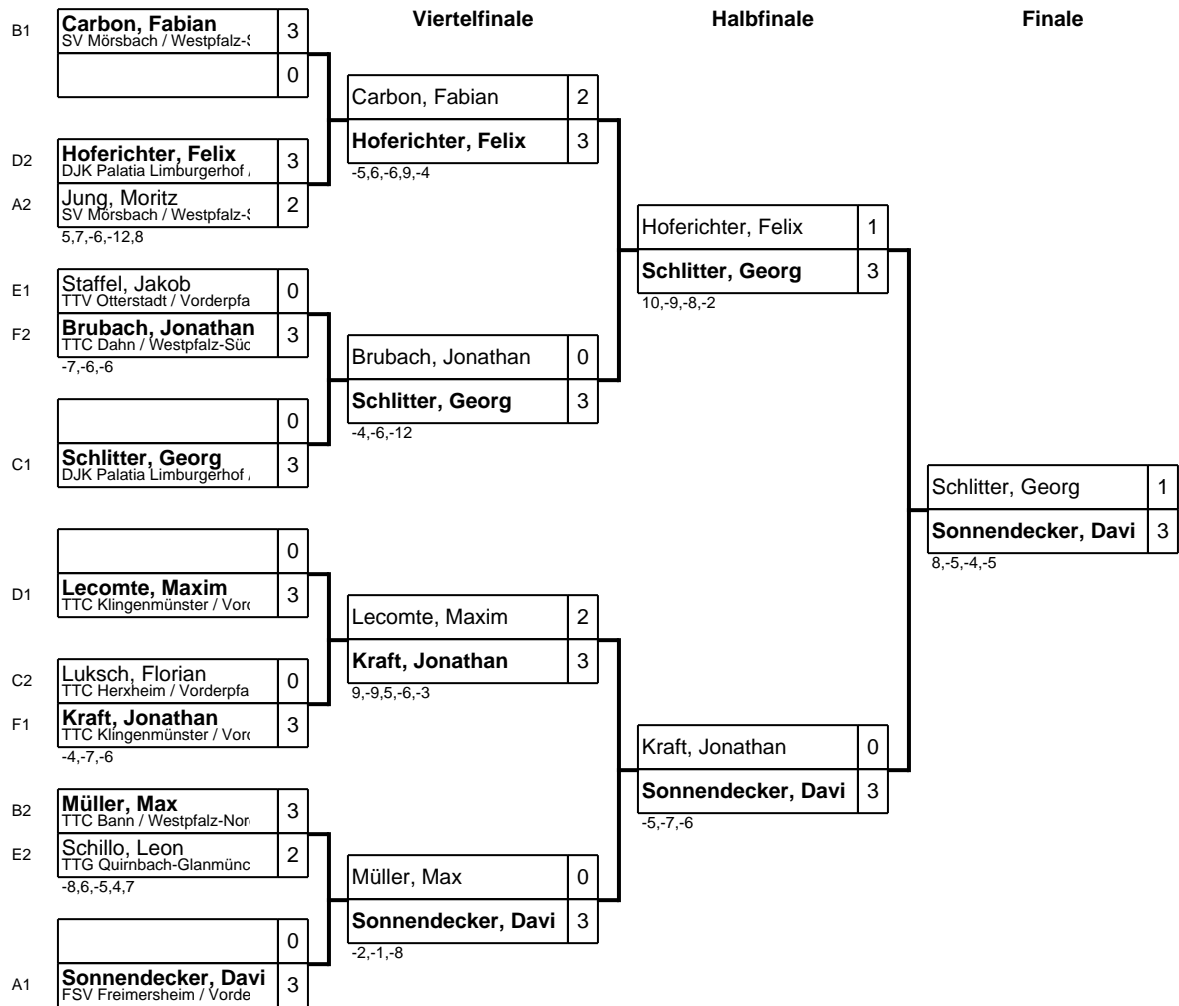 Viertelfinale
Halbfinale
Finale
B1
Carbon, Fabian
3
SV Mörsbach / Westpfalz-S
0
D2
Hoferichter, Felix
3
DJK Palatia Limburgerhof /
A2
Jung, Moritz
2
SV Mörsbach / Westpfalz-S
5,7,-6,-12,8
E1
Staffel, Jakob
0
TTV Otterstadt / Vorderpfa
F2
Brubach, Jonathan
3
TTC Dahn / Westpfalz-Süd
-7,-6,-6
0
C1
Schlitter, Georg
3
DJK Palatia Limburgerhof /
0
D1
Lecomte, Maxim
3
TTC Klingenmünster / Vord
C2
Luksch, Florian
0
TTC Herxheim / Vorderpfa
F1
Kraft, Jonathan
3
TTC Klingenmünster / Vord
-4,-7,-6
B2
Müller, Max
3
TTC Bann / Westpfalz-Nor
E2
Schillo, Leon
2
TTG Quirnbach-Glanmünc
-8,6,-5,4,7
0
A1
Sonnendecker, Davi
3
FSV Freimersheim / Vorde
Carbon, Fabian
2
Hoferichter, Felix
3
-5,6,-6,9,-4
Brubach, Jonathan
0
Schlitter, Georg
3
-4,-6,-12
Lecomte, Maxim
2
Kraft, Jonathan
3
9,-9,5,-6,-3
Müller, Max
0
Sonnendecker, Davi
3
-2,-1,-8
Hoferichter, Felix
1
Schlitter, Georg
3
10,-9,-8,-2
Kraft, Jonathan
0
Sonnendecker, Davi
3
-5,-7,-6
Schlitter, Georg
1
Sonnendecker, Davi
3
8,-5,-4,-5